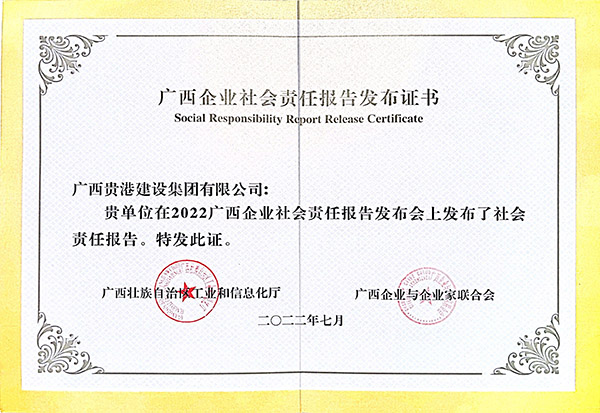 广西企业社会责任报告发布证书
Social Responsibility Report Release Certificate
广西贵港建设集团有限公司:
贵单位在2022广西企业社会责任报告发布会上发布了社会
责任报告。特发此证。
广西壮族自治区工业和信息化厅 广西企业与企业家联合会
二〇二二年七月